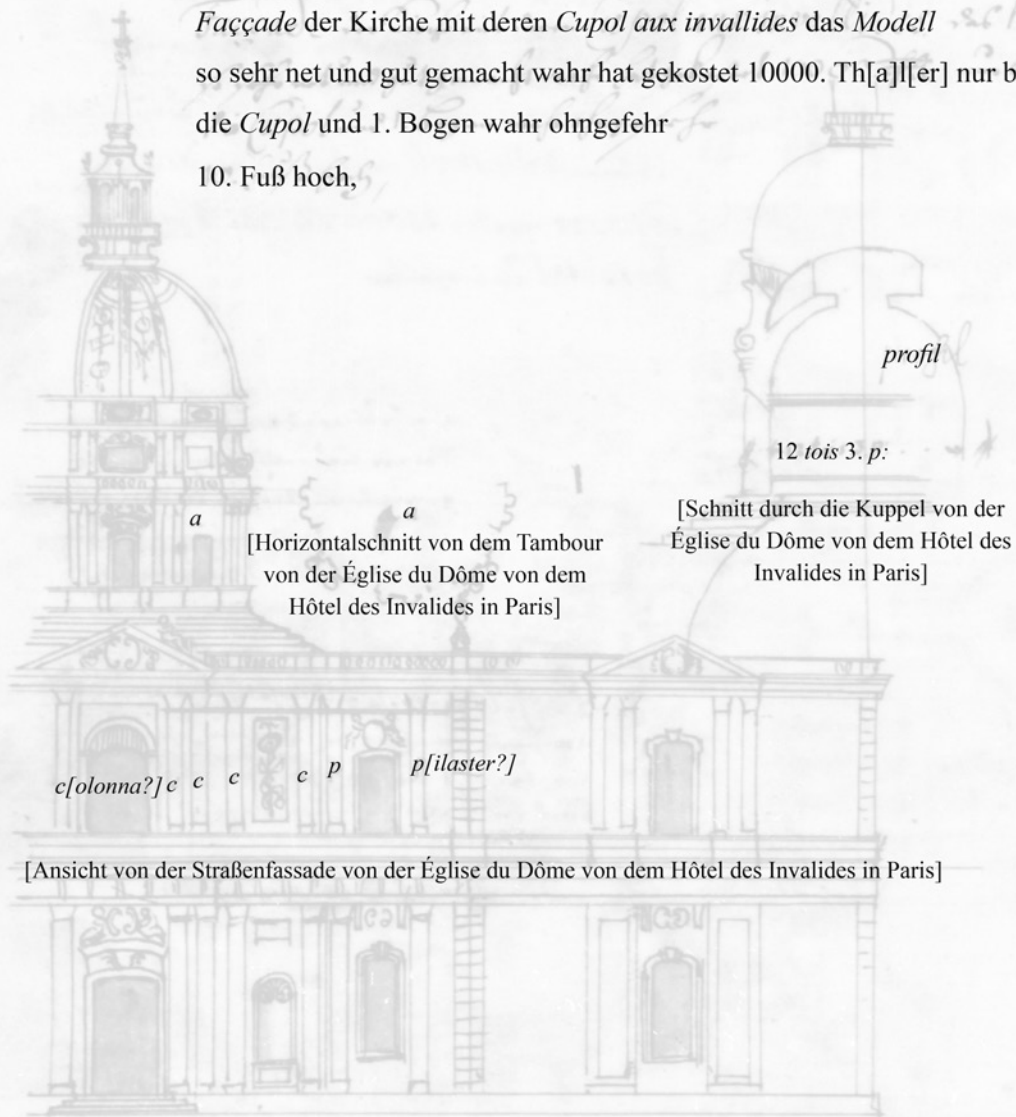 Faççade der Kirche mit deren Cupol aux invallides das Modell
so sehr net und gut gemacht wahr hat gekostet 10000. Th[a]l[er] nur b
die Cupol und 1. Bogen wahr ohngefehr
10. Fuß hoch,
profil
12 tois 3. p:
a
a
[Horizontalschnitt von dem Tambour
von der Église du Dôme von dem
Hôtel des Invalides in Paris]
[Schnitt durch die Kuppel von der
Église du Dôme von dem Hôtel des
Invalides in Paris]
c[olonna?] c c c c p p[ilaster?]
[Ansicht von der Straßenfassade von der Église du Dôme von dem Hôtel des Invalides in Paris]